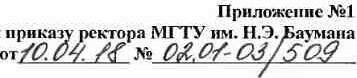 Приложение №1
приказу ректора МГТУ им. Н.Э. Баумана
от 10.04.18 № 02.01-03/509